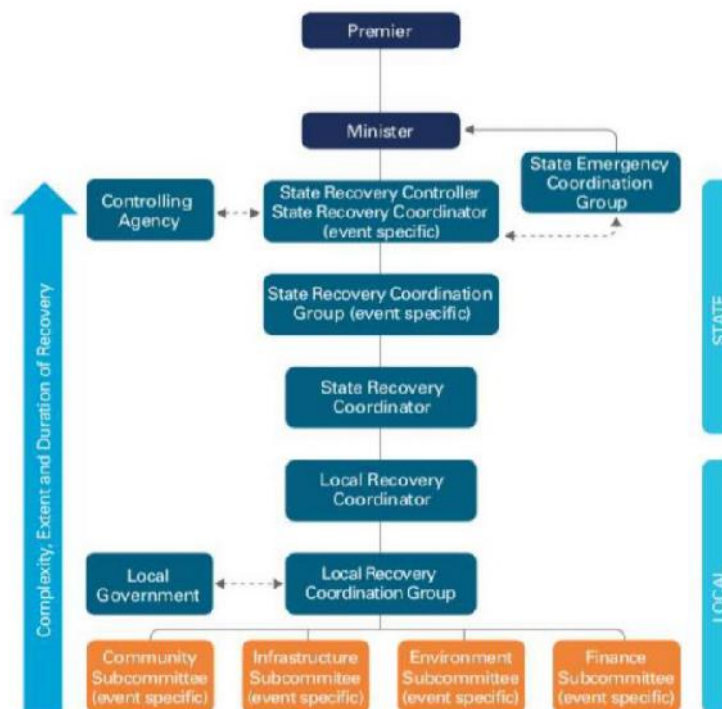 Premier
Minister
State Emergency
Coordination
Group
Controlling
Agency
State Recovery Controller
State Recovery Coordinator
(event specific)
State Recovery Coordination
Group (event specific)
State Recovery
Coordinator
Local Recovery
Coordinator
Local
Government
Local Recovery
Coordination Group
Community
Subcommittee
(event specific)
Infrastructure
Subcommitee
(event specific)
Environment
Subcommittee
(event specific)
Finance
Subcommittee
(event specific)
Complexity, Extent and Duration of Recovery
STATE
LOCAL